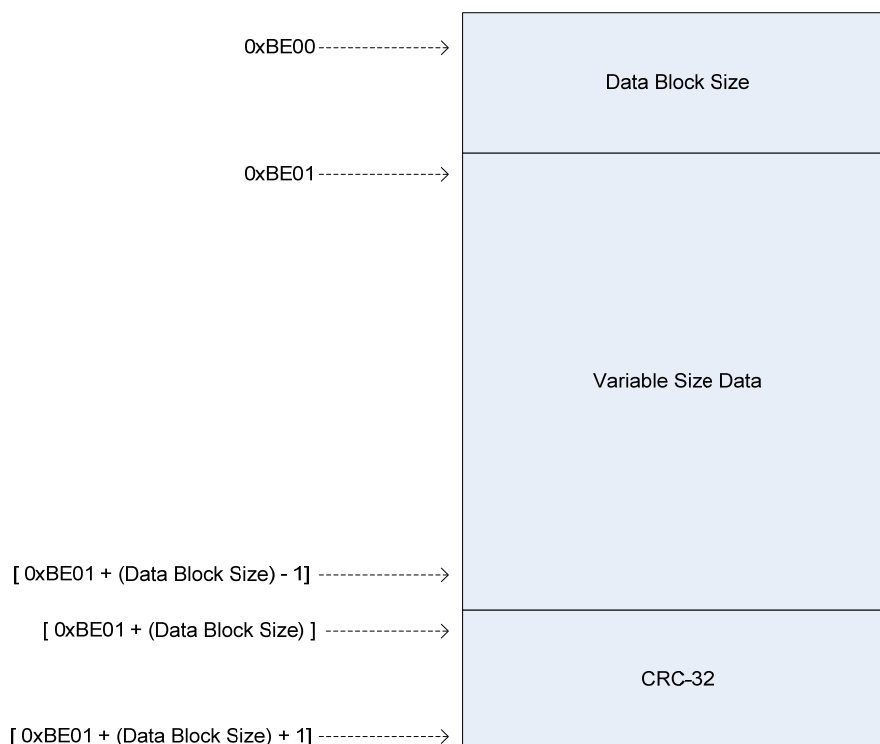 0xBE00
Data Block Size
0xBE01
Variable Size Data
[ 0xBE01 + (Data Block Size) - 1]
[ 0xBE01 + (Data Block Size) ]
CRC-32
[ 0xBE01 + (Data Block Size) + 1]